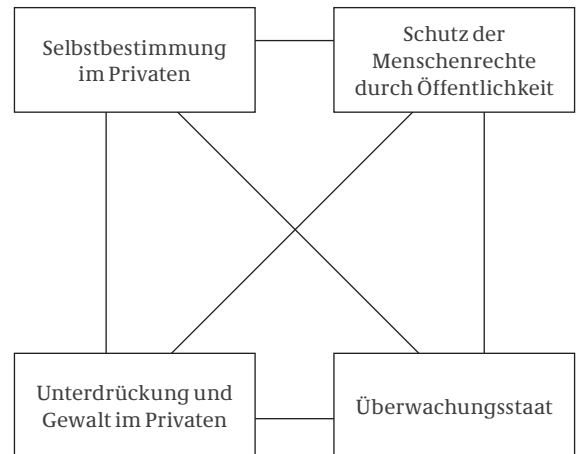 Selbstbestimmung
im Privaten
Schutz der
Menschenrechte
durch Öffentlichkeit
Unterdrückung und
Gewalt im Privaten
Überwachungsstaat